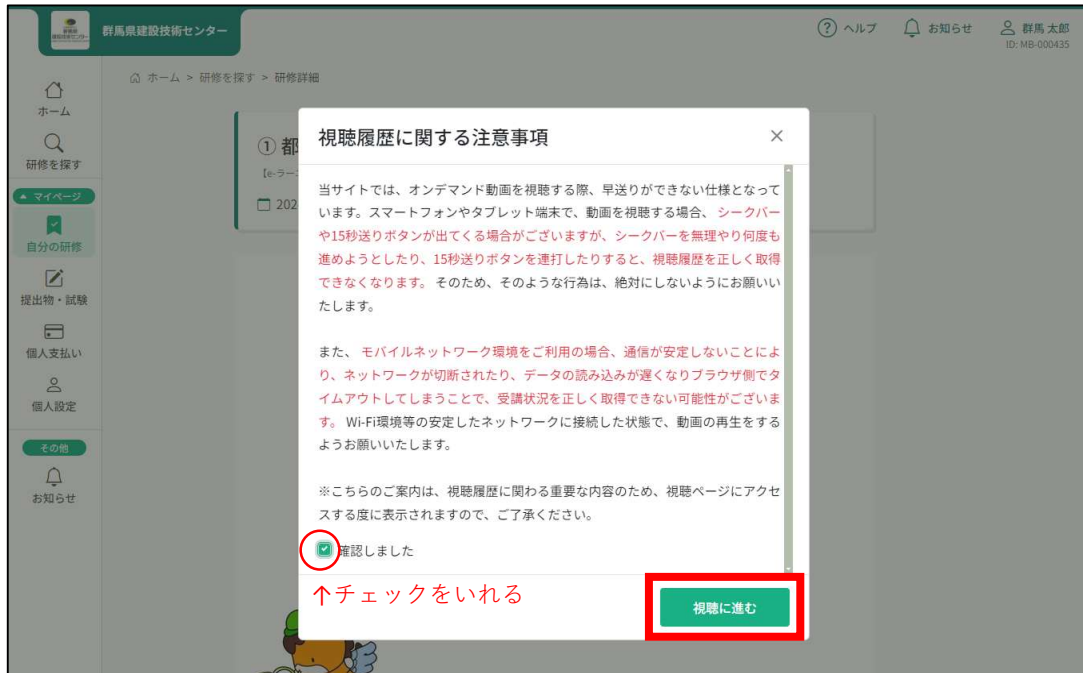 群馬県建設技術センター
ヘルプ
お知らせ
群馬 太郎
ID: MB-000435
ホーム > 研修を探す > 研修詳細
ホーム
研修を探す
マイページ
自分の研修
提出物・試験
個人支払い
個人設定
その他
お知らせ
① 都
【e-ラー
202
視聴履歴に関する注意事項
当サイトでは、オンデマンド動画を視聴する際、早送りができない仕様となって
います。スマートフォンやタブレット端末で、動画を視聴する場合、 シークバー
や15秒送りボタンが出てくる場合がございますが、シークバーを無理やり何度も
進めようとしたり、15秒送りボタンを連打したりすると、視聴履歴を正しく取得
できなくなります。 そのため、そのような行為は、絶対にしないようにお願いい
たします。
また、 モバイルネットワーク環境をご利用の場合、通信が安定しないことによ
り、ネットワークが切断されたり、データの読み込みが遅くなりブラウザ側でタ
イムアウトしてしまうことで、受講状況を正しく取得できない可能性がございま
す。 Wi-Fi環境等の安定したネットワークに接続した状態で、動画の再生をする
ようお願いいたします。
※こちらのご案内は、視聴履歴に関わる重要な内容のため、視聴ページにアクセ
スする度に表示されますので、ご了承ください。
確認しました
↑チェックをいれる
視聴に進む